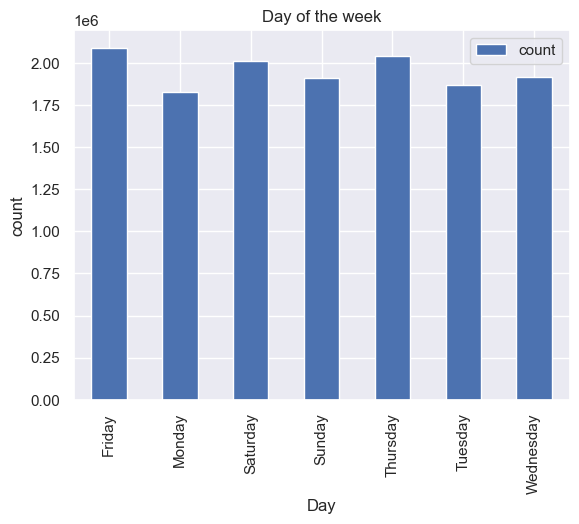 Day of the week
1e6
count
2.00
1.75
1.50
1.25
1.00
0.75
0.50
0.25
0.00
count
Friday
Monday
Saturday
Sunday
Thursday
Tuesday
Wednesday
Day